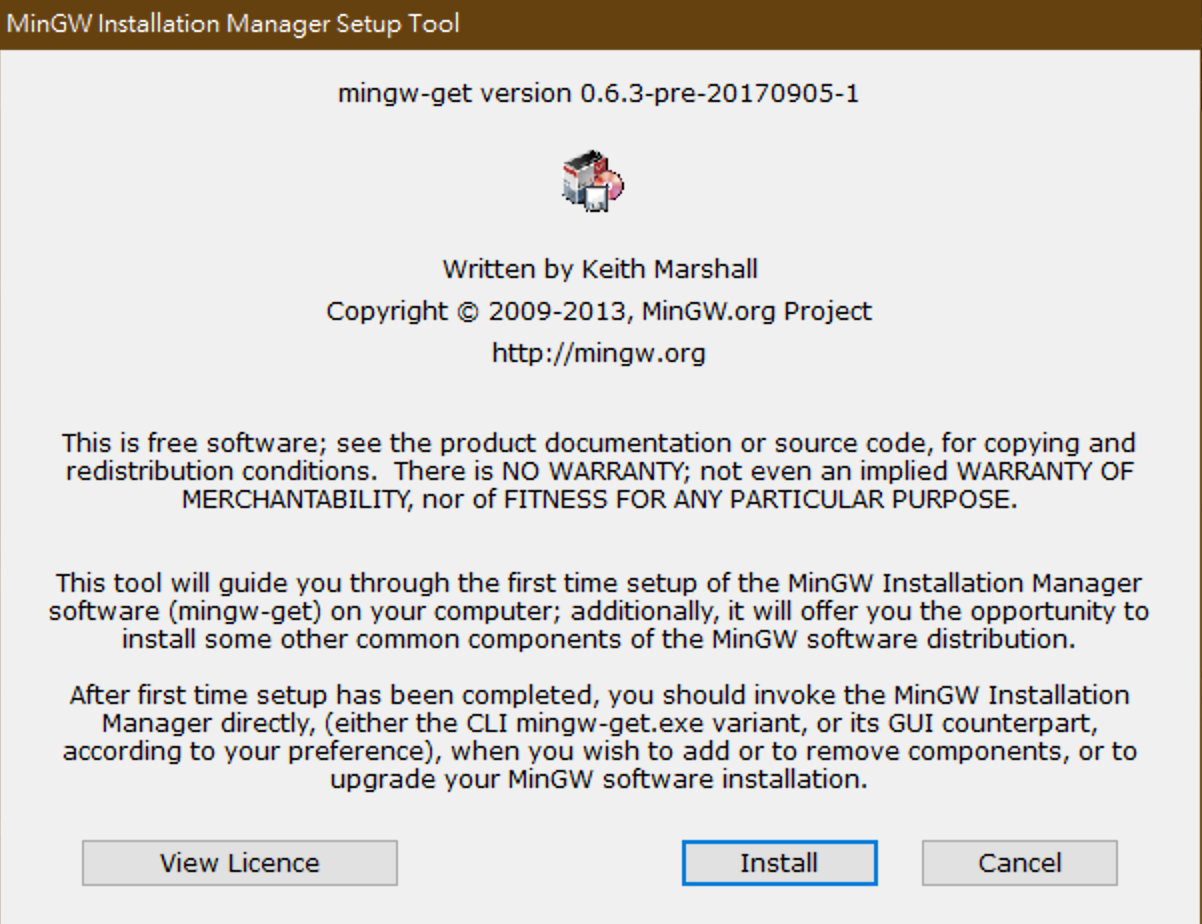 MinGW Installation Manager Setup Tool
mingw-get version 0.6.3-pre-20170905-1
Written by Keith Marshall
Copyright © 2009-2013, MinGW.org Project
http://mingw.org
This is free software; see the product documentation or source code, for copying and
redistribution conditions.  There is NO WARRANTY; not even an implied WARRANTY OF
MERCHANTABILITY, nor of FITNESS FOR ANY PARTICULAR PURPOSE.
This tool will guide you through the first time setup of the MinGW Installation Manager
software (mingw-get) on your computer; additionally, it will offer you the opportunity to
install some other common components of the MinGW software distribution.
After first time setup has been completed, you should invoke the MinGW Installation
Manager directly, (either the CLI mingw-get.exe variant, or its GUI counterpart,
according to your preference), when you wish to add or to remove components, or to
upgrade your MinGW software installation.
View Licence
Install
Cancel